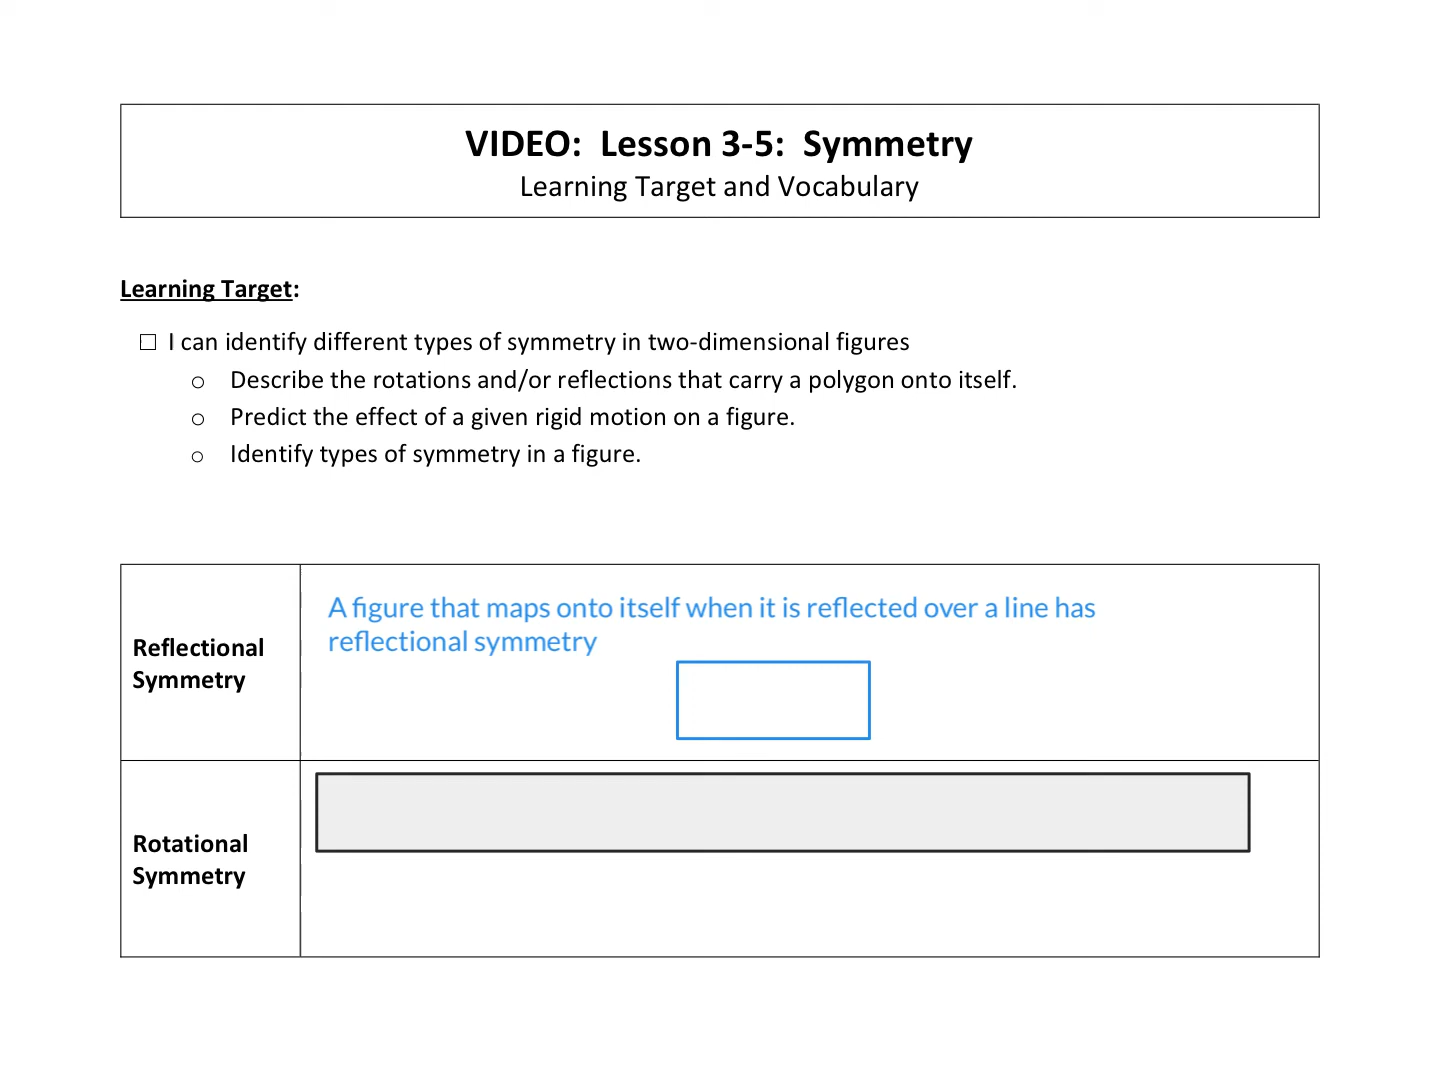 VIDEO:  Lesson 3-5:  Symmetry
Learning Target and Vocabulary
Learning Target:
☐ I can identify different types of symmetry in two-dimensional figures
o Describe the rotations and/or reflections that carry a polygon onto itself.
o Predict the effect of a given rigid motion on a figure.
o Identify types of symmetry in a figure.
Reflectional
Symmetry
A figure that maps onto itself when it is reflected over a line has
reflectional symmetry
Rotational
Symmetry